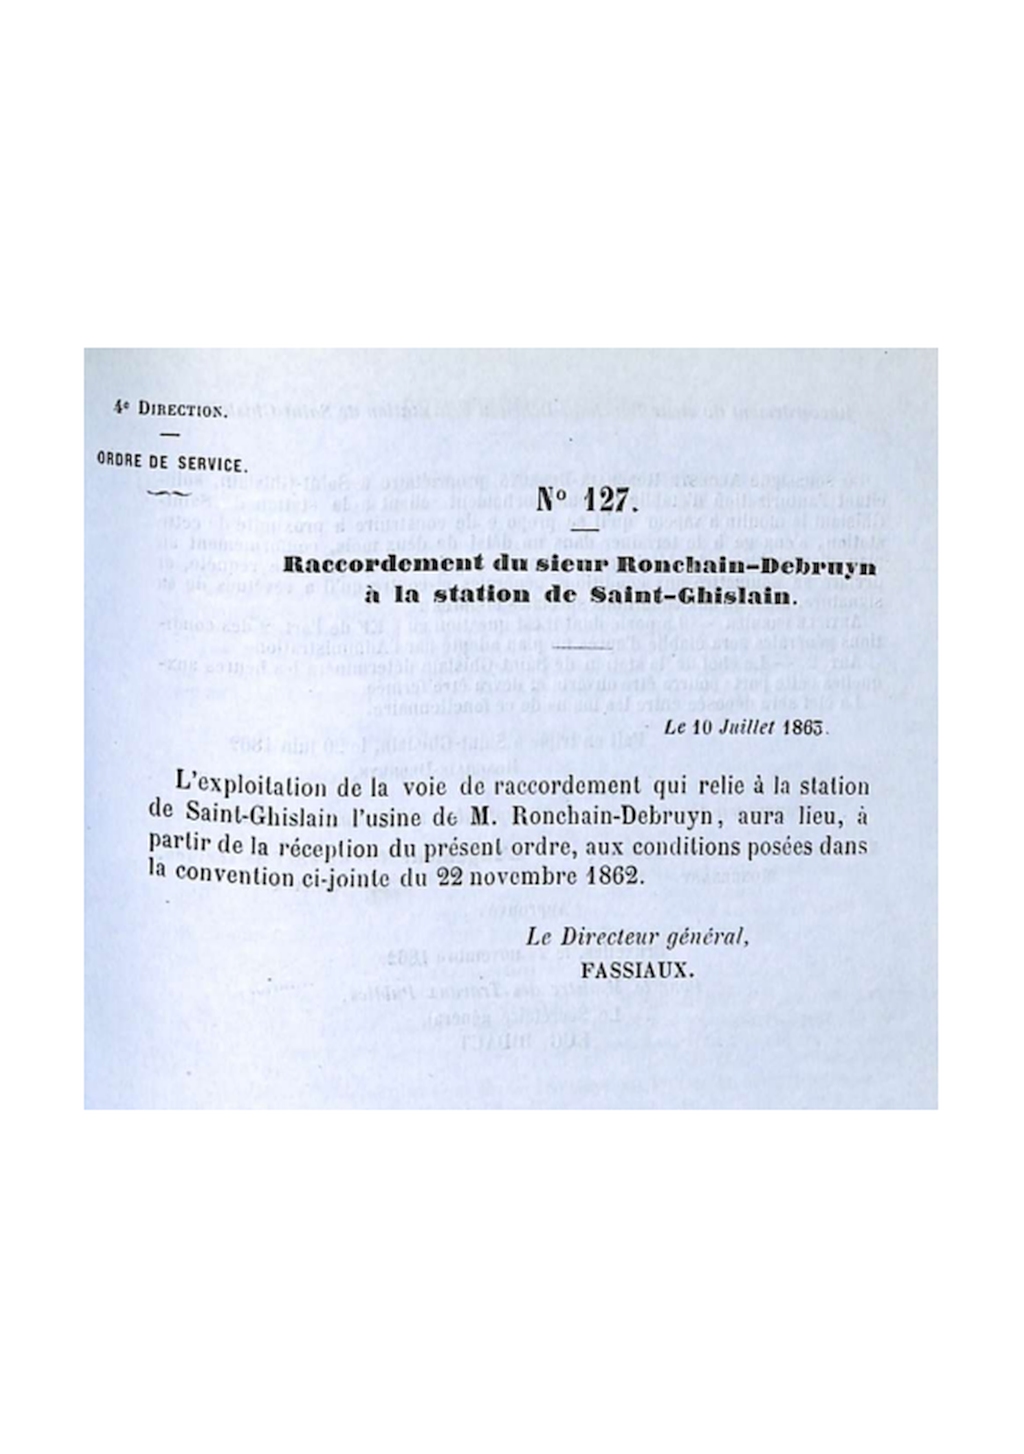 4e DIRECTION.
ORDRE DE SERVICE.
No 127.
Raccordement du sieur Ronchain-Debruyn
à la station de Saint-Ghislain.
Le 10 Juillet 1863.
L'exploitation de la voie de raccordement qui relie à la station
de Saint-Ghislain l'usine de M. Ronchain-Debruyn, aura lieu, à
partir de la réception du présent ordre, aux conditions posées dans
la convention ci-jointe du 22 novembre 1862.
Le Directeur général,
FASSIAUX.